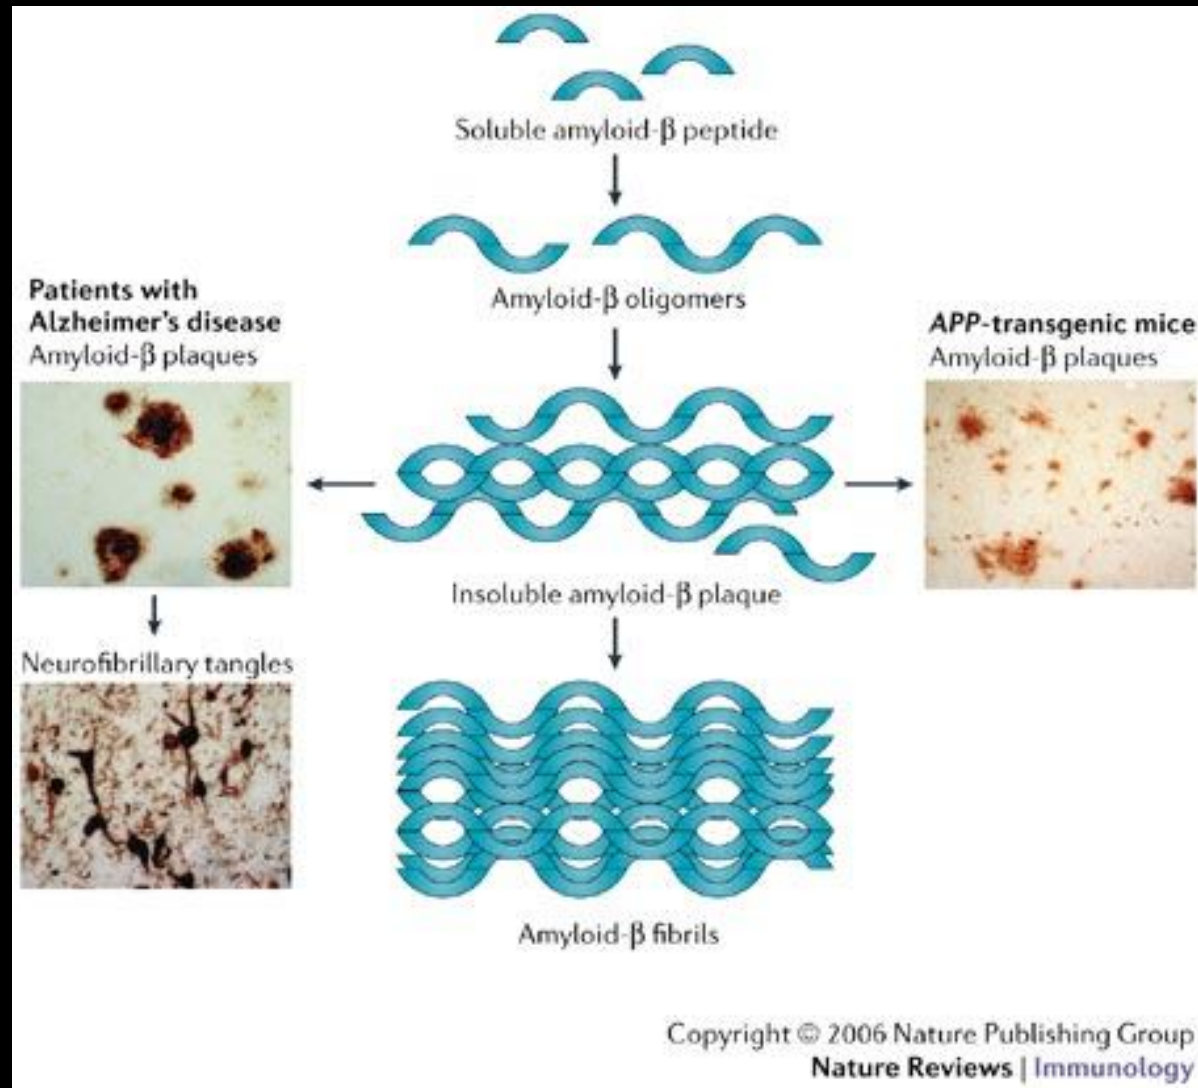 Soluble amyloid-β peptide
Amyloid-β oligomers
Patients with
Alzheimer's disease
Amyloid-β plaques
APP-transgenic mice
Amyloid-β plaques
Insoluble amyloid-β plaque
Neurofibrillary tangles
Amyloid-β fibrils
Copyright © 2006 Nature Publishing Group
Nature Reviews | Immunology